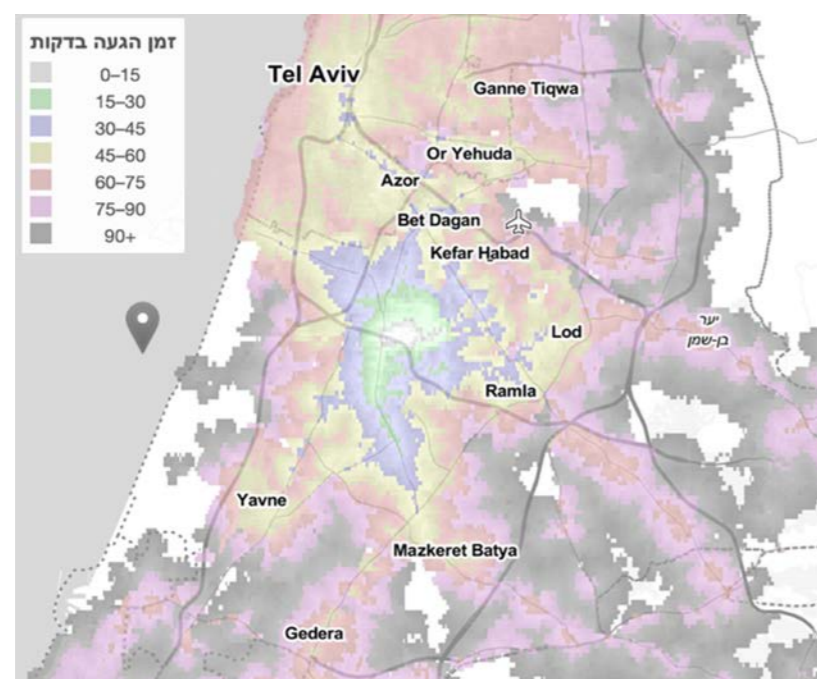 זמן הגעה בדקות
0–15
15–30
30–45
45–60
60–75
75–90
90+
Tel Aviv
Ganne Tiqwa
Or Yehuda
Azor
Bet Dagan
Kefar Habad
Lod
יער
בן-שמן
Ramla
Yavne
Mazkeret Batya
Gedera